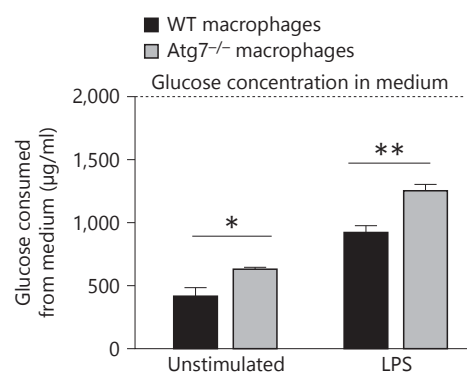 WT macrophages
Atg7⁻/⁻ macrophages
Glucose concentration in medium
2,000
1,500
1,000
500
0
Glucose consumed
from medium (µg/ml)
*
**
Unstimulated
LPS